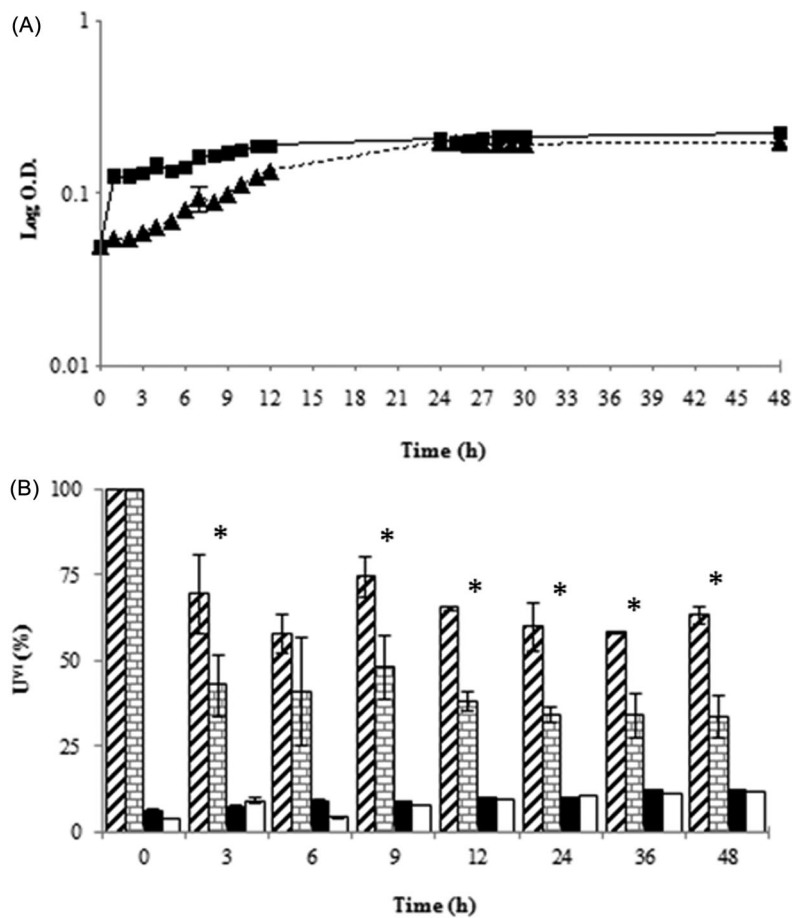 (A)
1
0.1
0.01
Log O.D.
0 3 6 9 12 15 18 21 24 27 30 33 36 39 42 45 48
Time (h)
(B)
100
75
50
25
0
U^VI (%)
* * * * * *
0 3 6 9 12 24 36 48
Time (h)